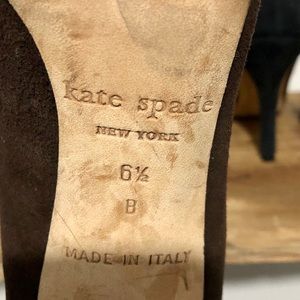 kate spade
NEW YORK
6½
B
MADE IN ITALY